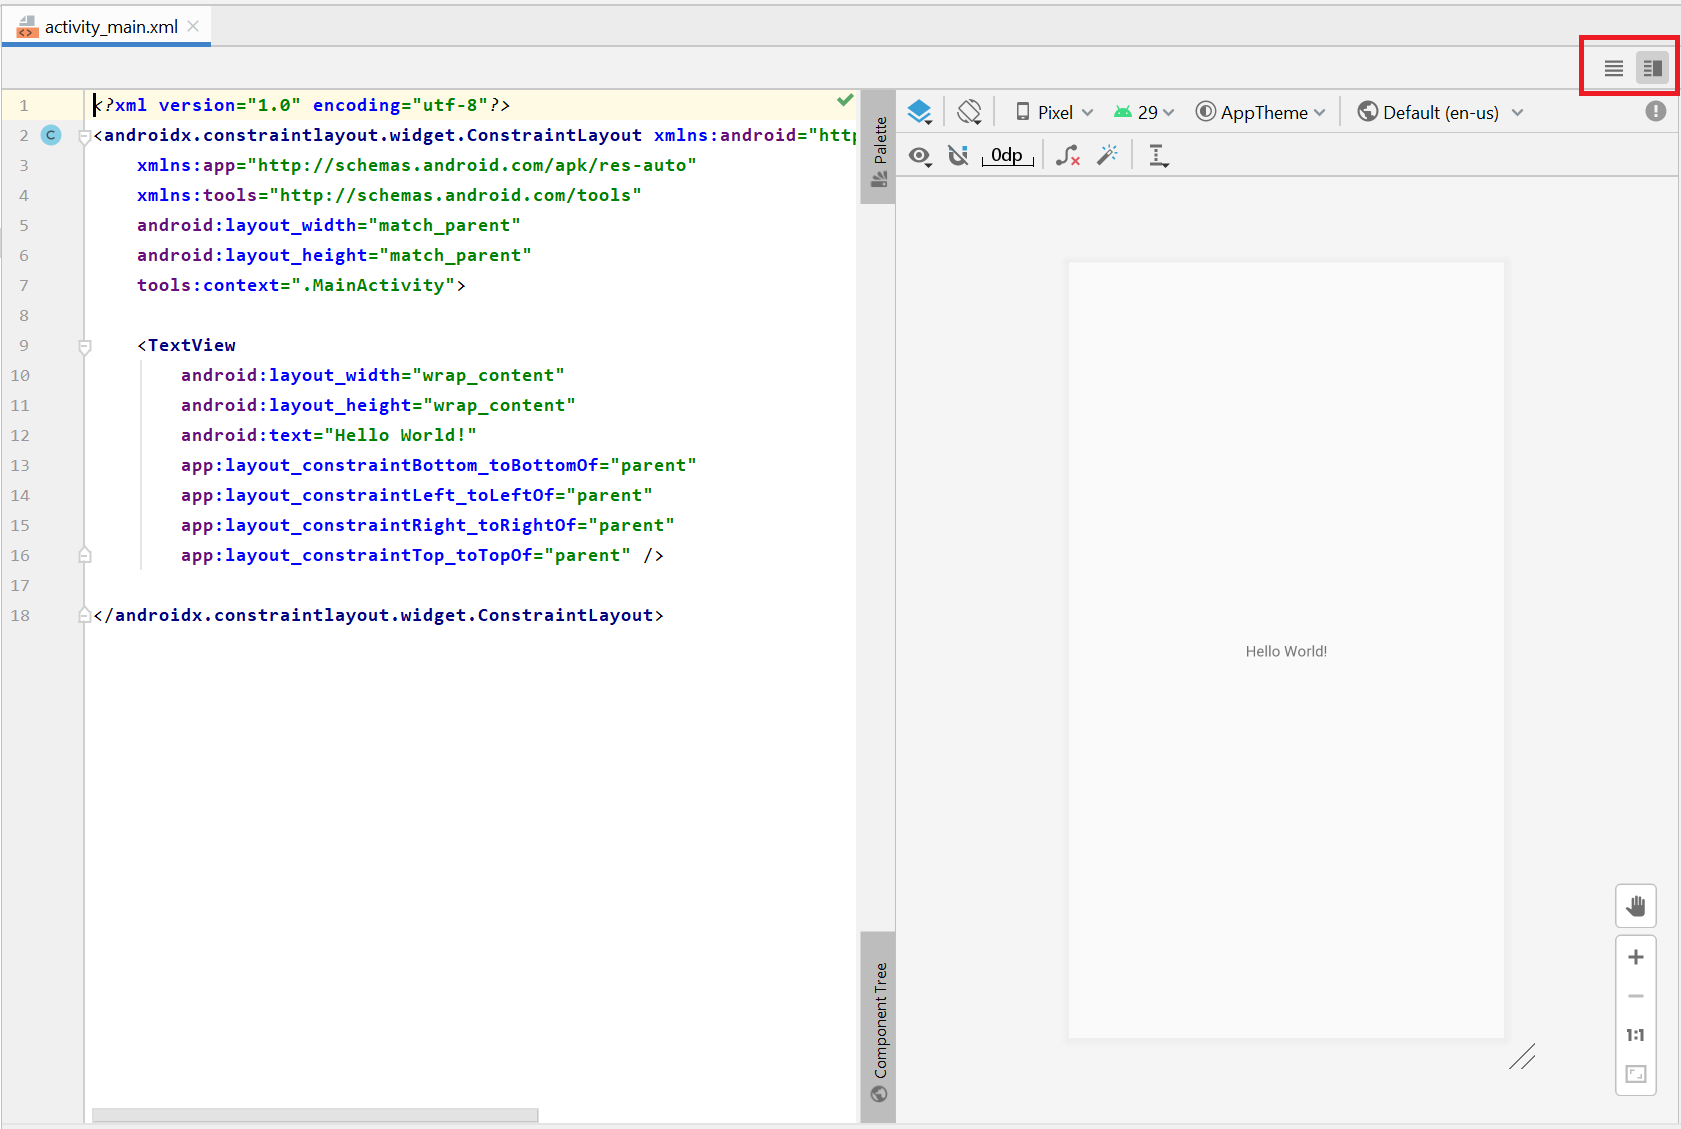 activity_main.xml
1 <?xml version="1.0" encoding="utf-8"?>
2 C <androidx.constraintlayout.widget.ConstraintLayout xmlns:android="http
3 xmlns:app="http://schemas.android.com/apk/res-auto"
4 xmlns:tools="http://schemas.android.com/tools"
5 android:layout_width="match_parent"
6 android:layout_height="match_parent"
7 tools:context=".MainActivity">
8
9 <TextView
10 android:layout_width="wrap_content"
11 android:layout_height="wrap_content"
12 android:text="Hello World!"
13 app:layout_constraintBottom_toBottomOf="parent"
14 app:layout_constraintLeft_toLeftOf="parent"
15 app:layout_constraintRight_toRightOf="parent"
16 app:layout_constraintTop_toTopOf="parent" />
17
18 </androidx.constraintlayout.widget.ConstraintLayout>
Palette
Component Tree
Pixel 29 AppTheme Default (en-us)
0dp
Hello World!
1:1